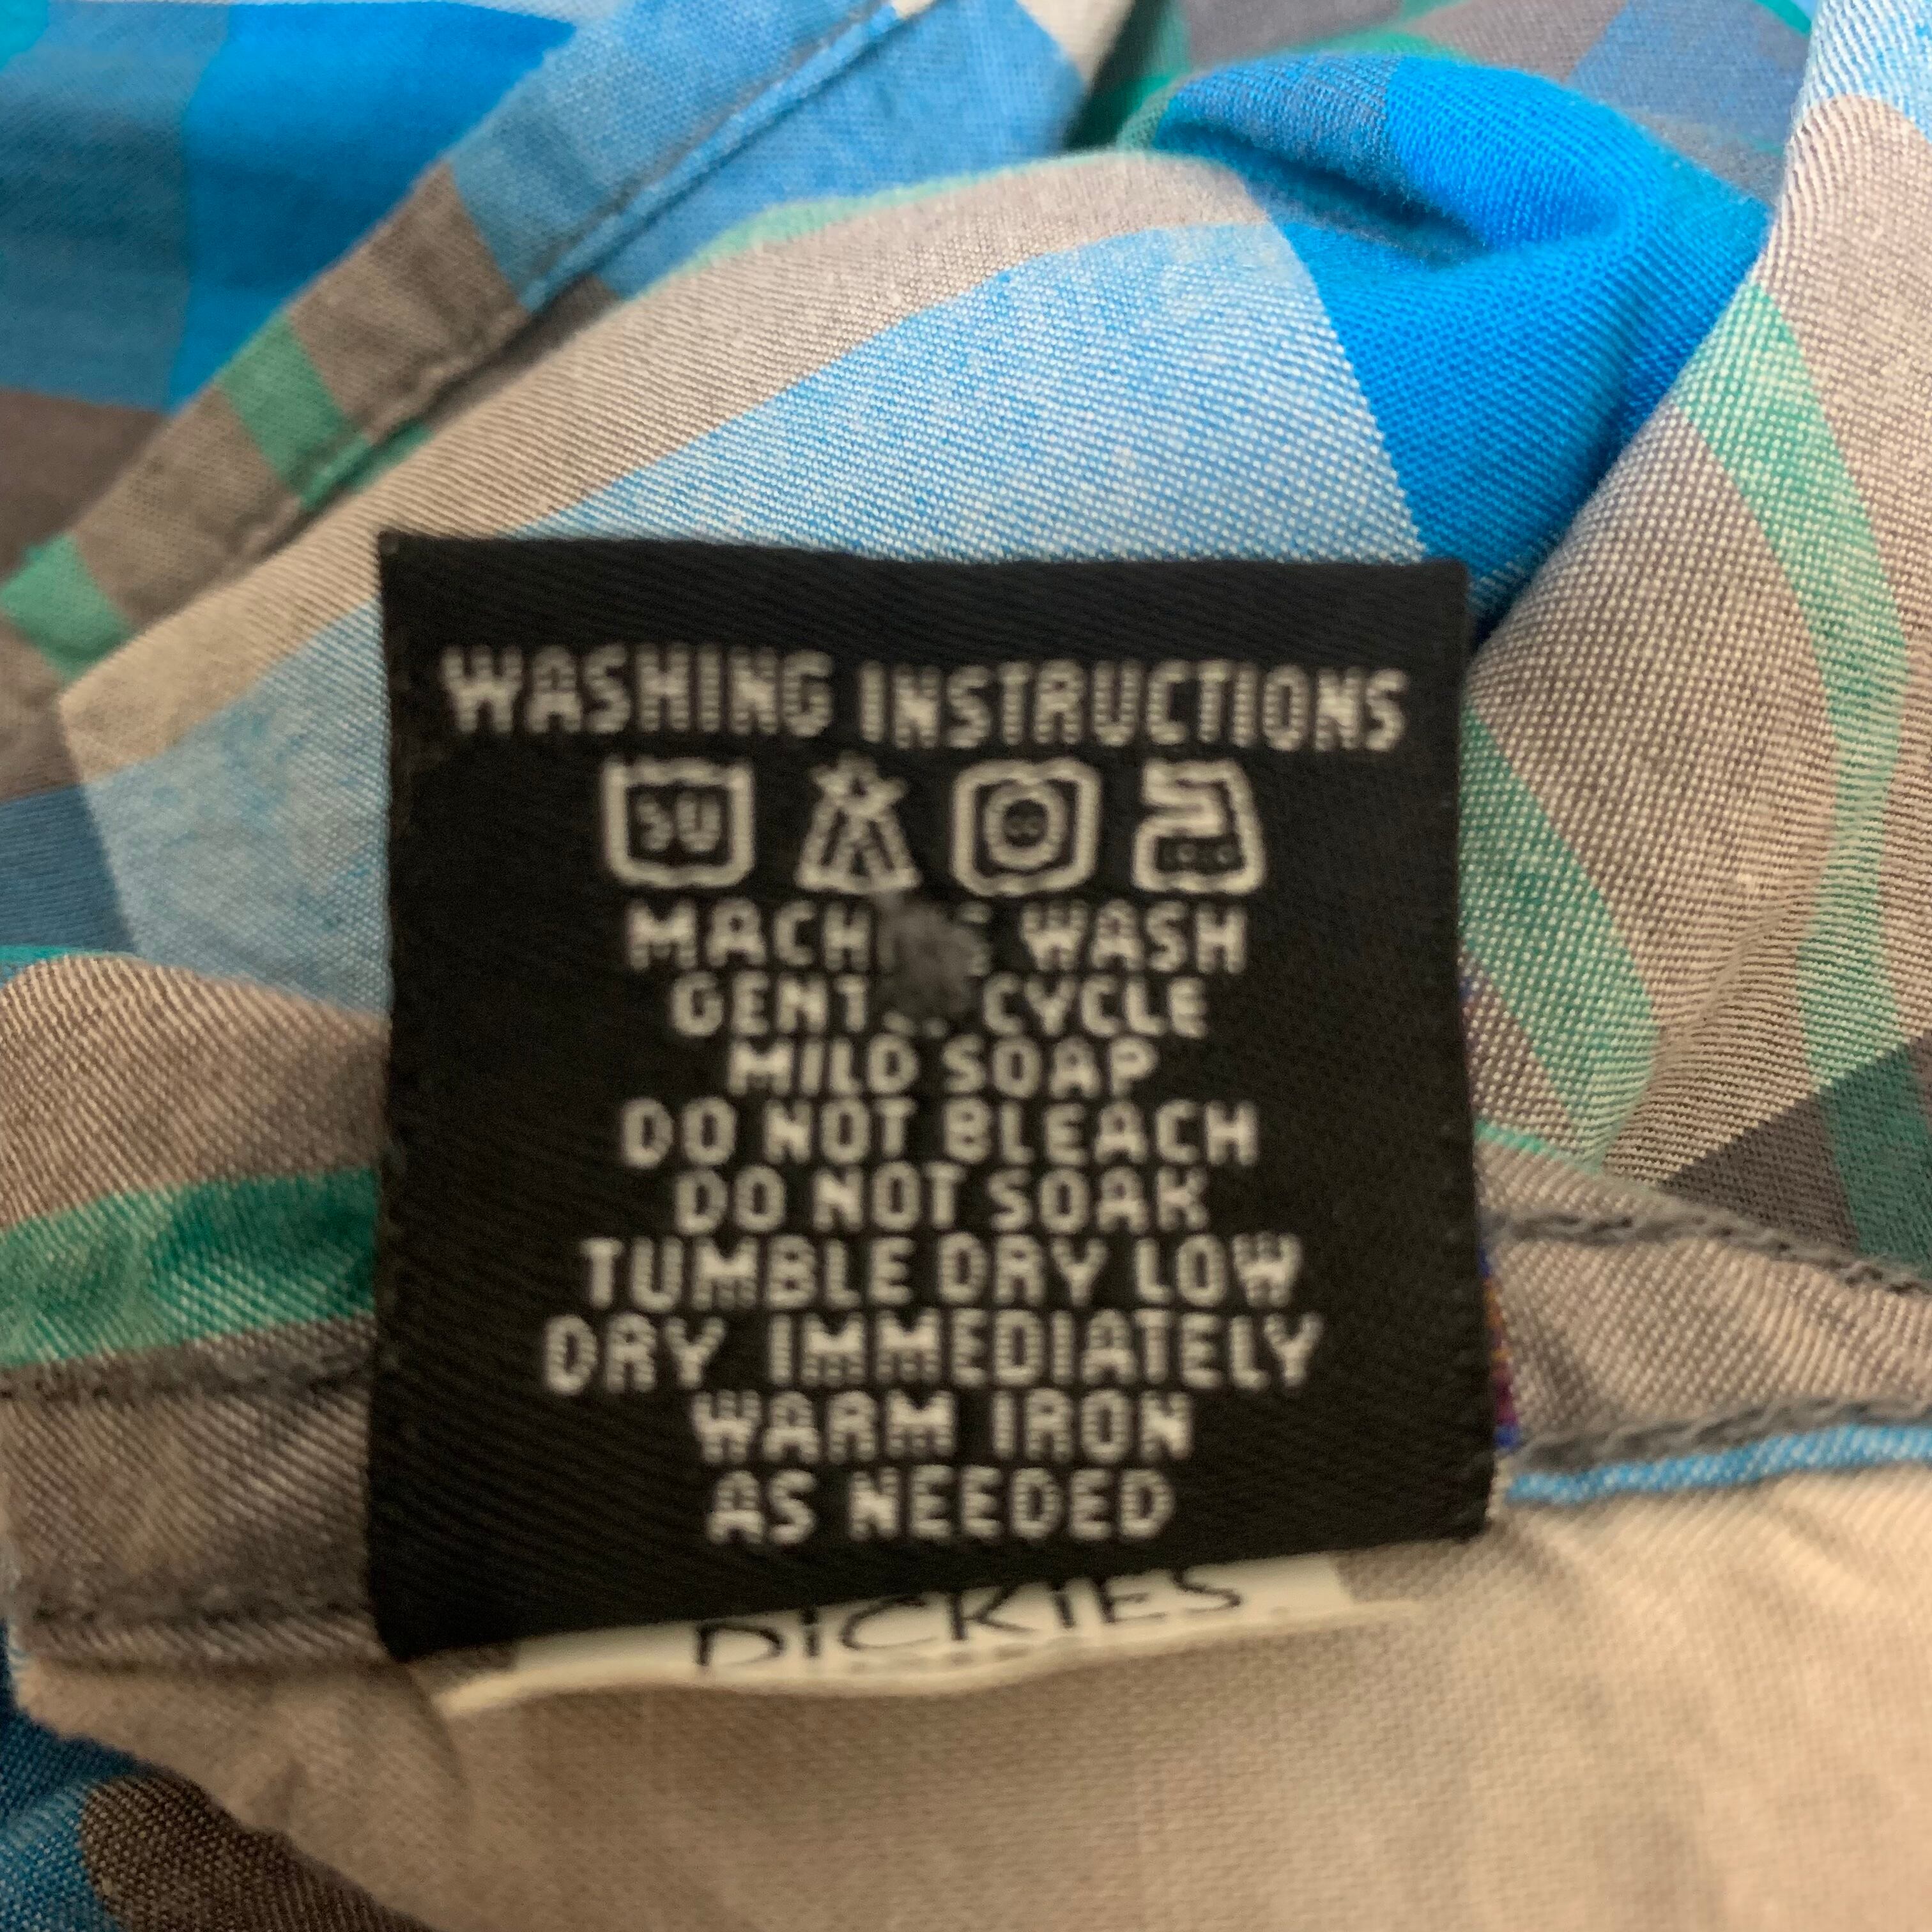 WASHING INSTRUCTIONS
WASH
CYCLE
MILD SOAP
DO NOT BLEACH
DO NOT SOAK
TUMBLE DRY LOW
DRY IMMEDIATELY
WARM IRON
AS NEEDED
DiCKiES